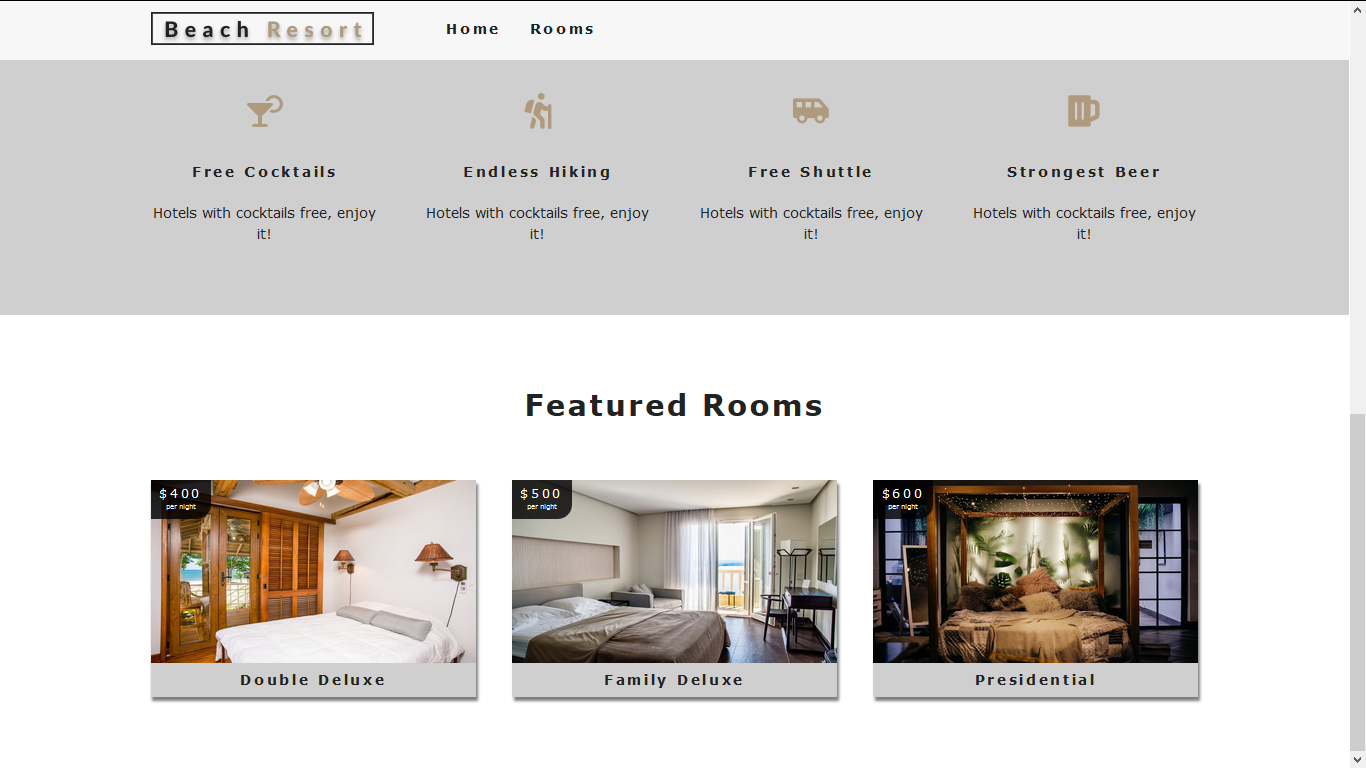 Beach Resort
Home
Rooms
Free Cocktails
Hotels with cocktails free, enjoy
it!
Endless Hiking
Hotels with cocktails free, enjoy
it!
Free Shuttle
Hotels with cocktails free, enjoy
it!
Strongest Beer
Hotels with cocktails free, enjoy
it!
Featured Rooms
$400
per night
Double Deluxe
$500
per night
Family Deluxe
$600
per night
Presidential